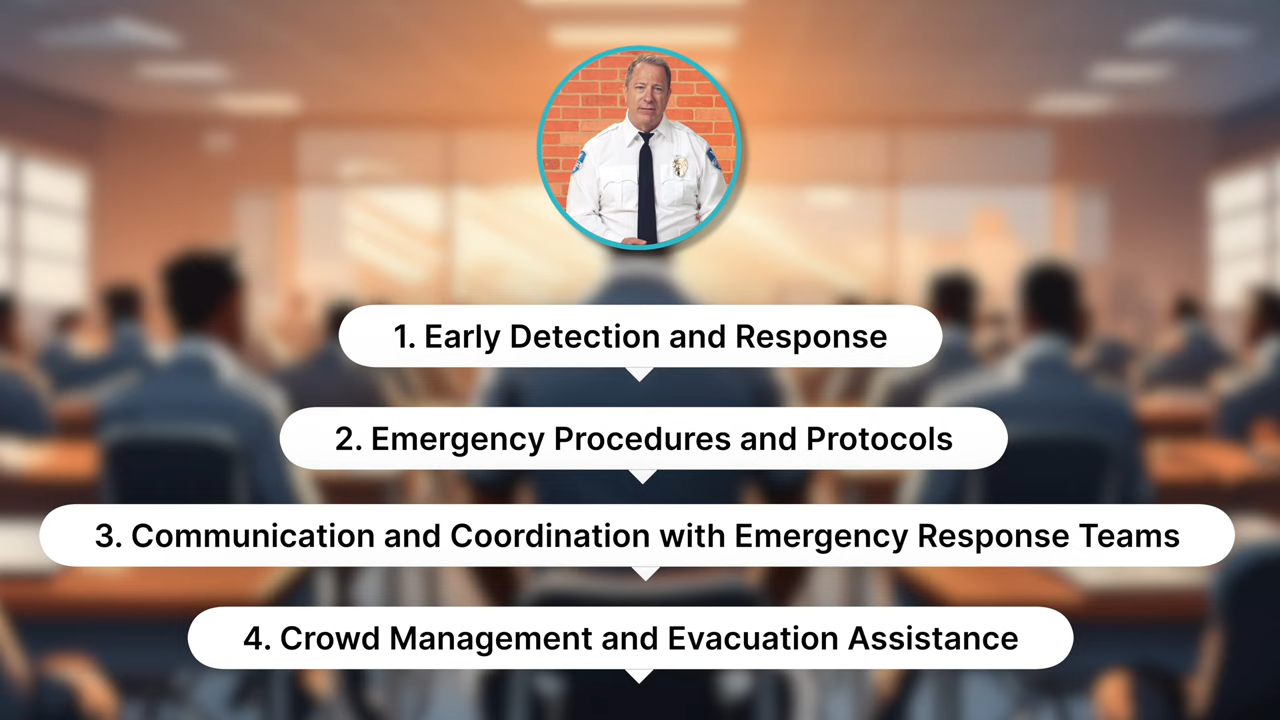 1. Early Detection and Response
2. Emergency Procedures and Protocols
3. Communication and Coordination with Emergency Response Teams
4. Crowd Management and Evacuation Assistance